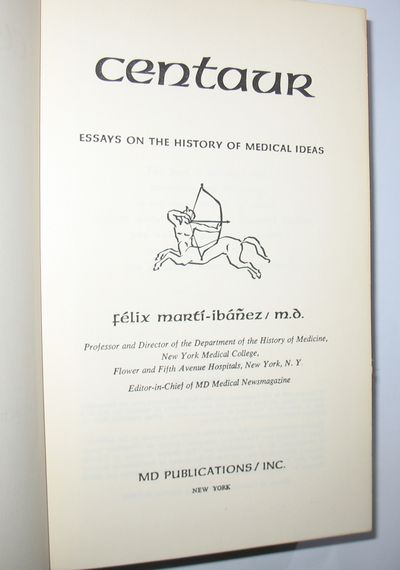 centaur
ESSAYS ON THE HISTORY OF MEDICAL IDEAS
félix martí-ibáñez / m.d.
Professor and Director of the Department of the History of Medicine,
New York Medical College,
Flower and Fifth Avenue Hospitals, New York, N. Y.
Editor-in-Chief of MD Medical Newsmagazine
MD PUBLICATIONS / INC.
NEW YORK